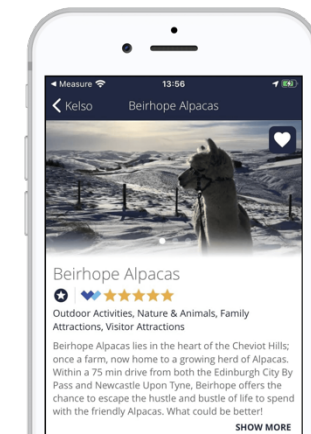 Measure 13:56
Kelso Beirhope Alpacas
Beirhope Alpacas
Outdoor Activities, Nature & Animals, Family
Attractions, Visitor Attractions
Beirhope Alpacas lies in the heart of the Cheviot Hills;
once a farm, now home to a growing herd of Alpacas.
Within a 75 min drive from both the Edinburgh City By
Pass and Newcastle Upon Tyne, Beirhope offers the
chance to escape the hustle and bustle of life to spend
with the friendly Alpacas. What could be better!
SHOW MORE